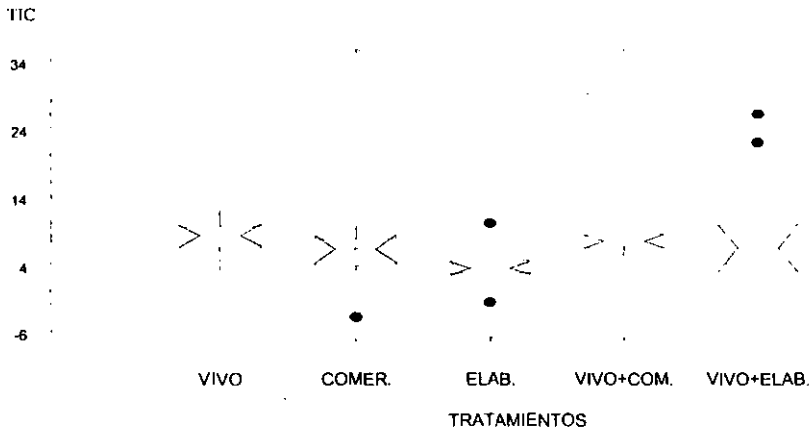 TIC
34
24
14
4
-6
VIVO COMER. ELAB. VIVO+COM. VIVO+ELAB.
TRATAMIENTOS